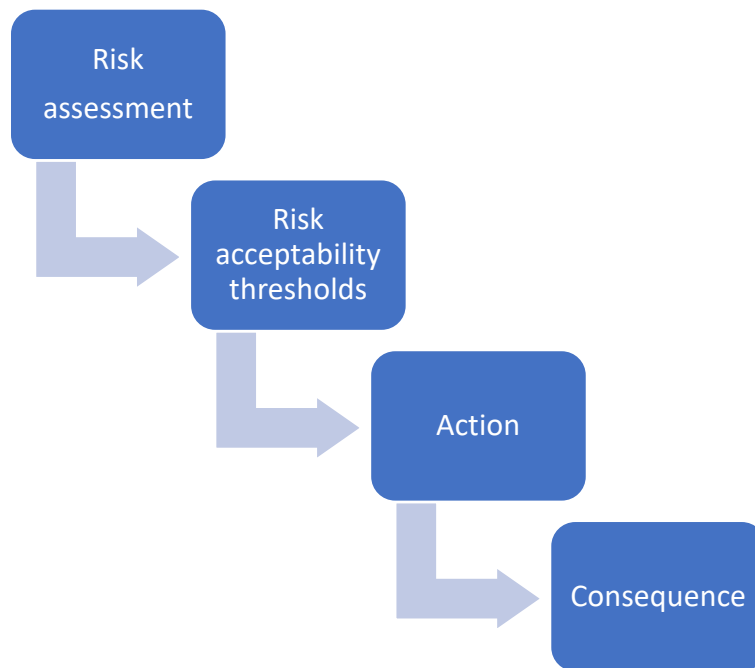 Risk
assessment
Risk
acceptability
thresholds
Action
Consequence